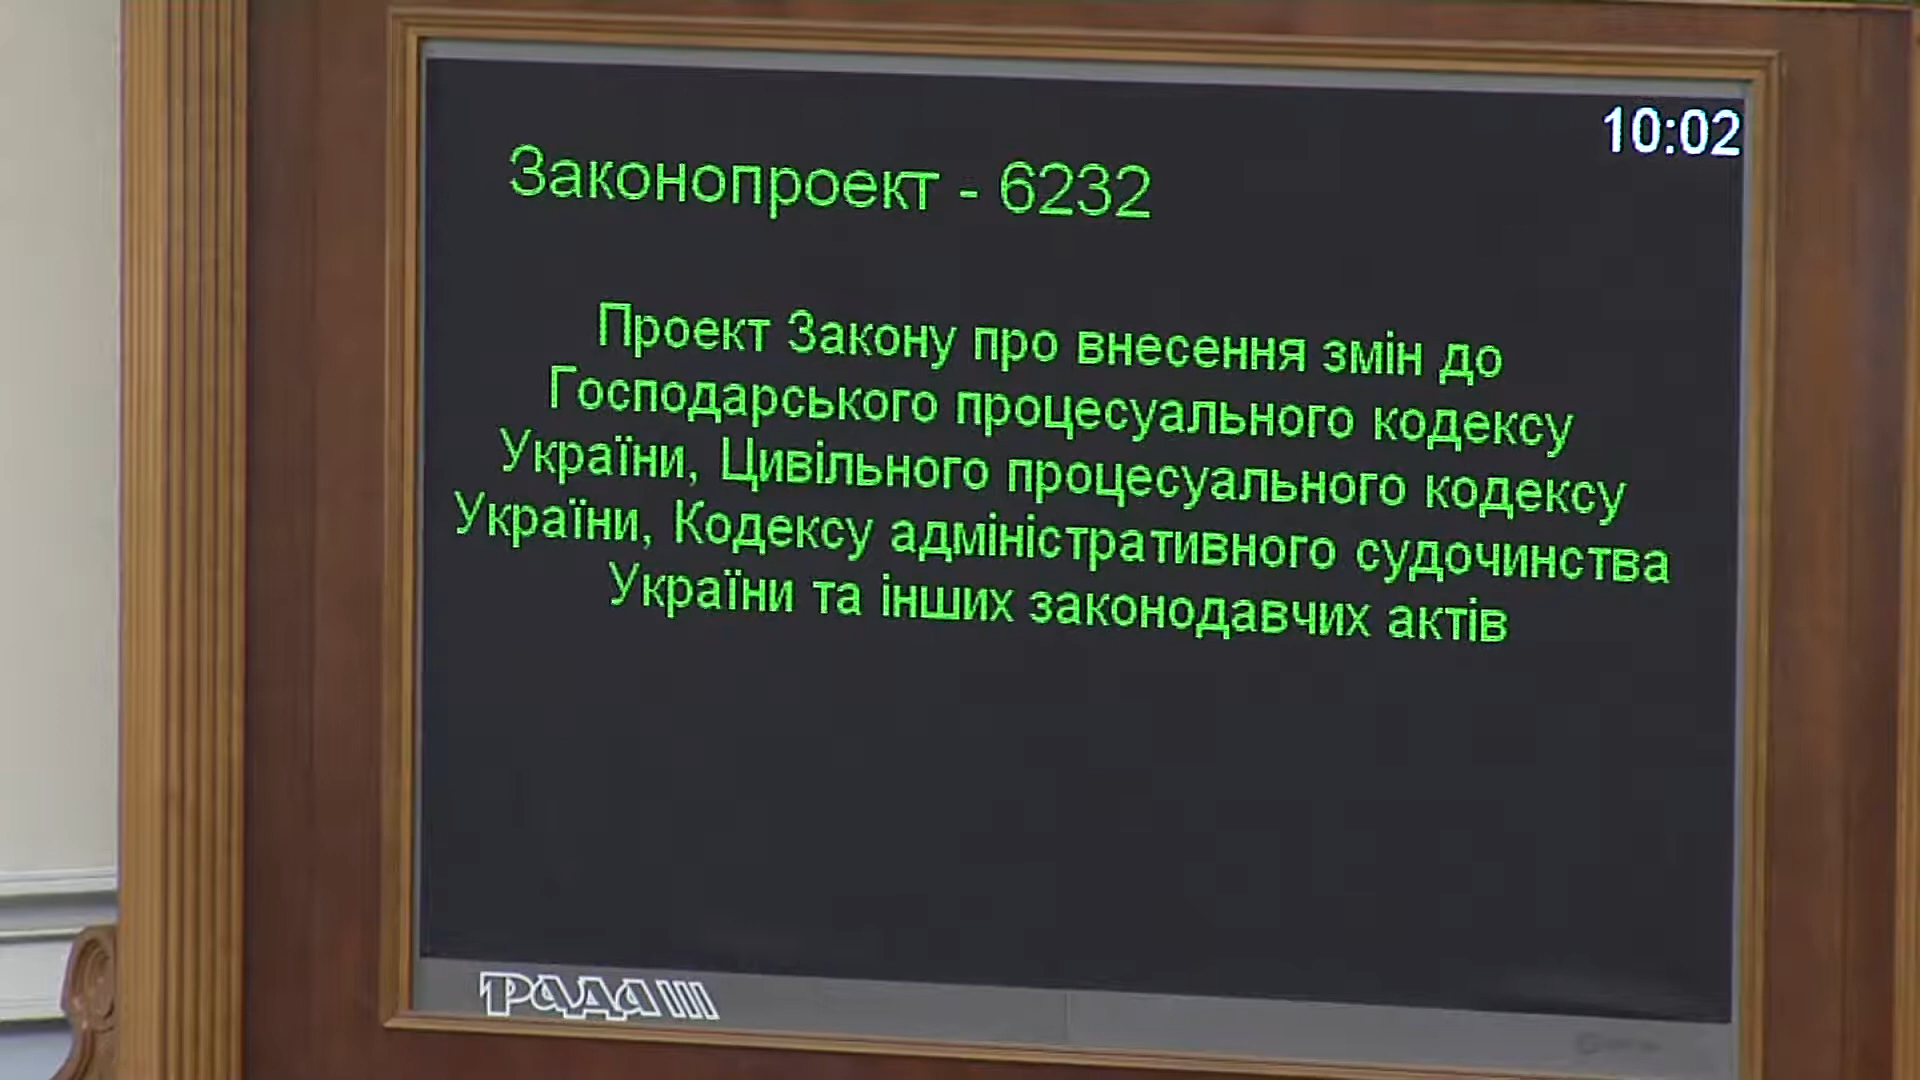 10:02
Законопроект - 6232
Проект Закону про внесення змін до
Господарського процесуального кодексу
України, Цивільного процесуального кодексу
України, Кодексу адміністративного судочинства
України та інших законодавчих актів
РАДА III